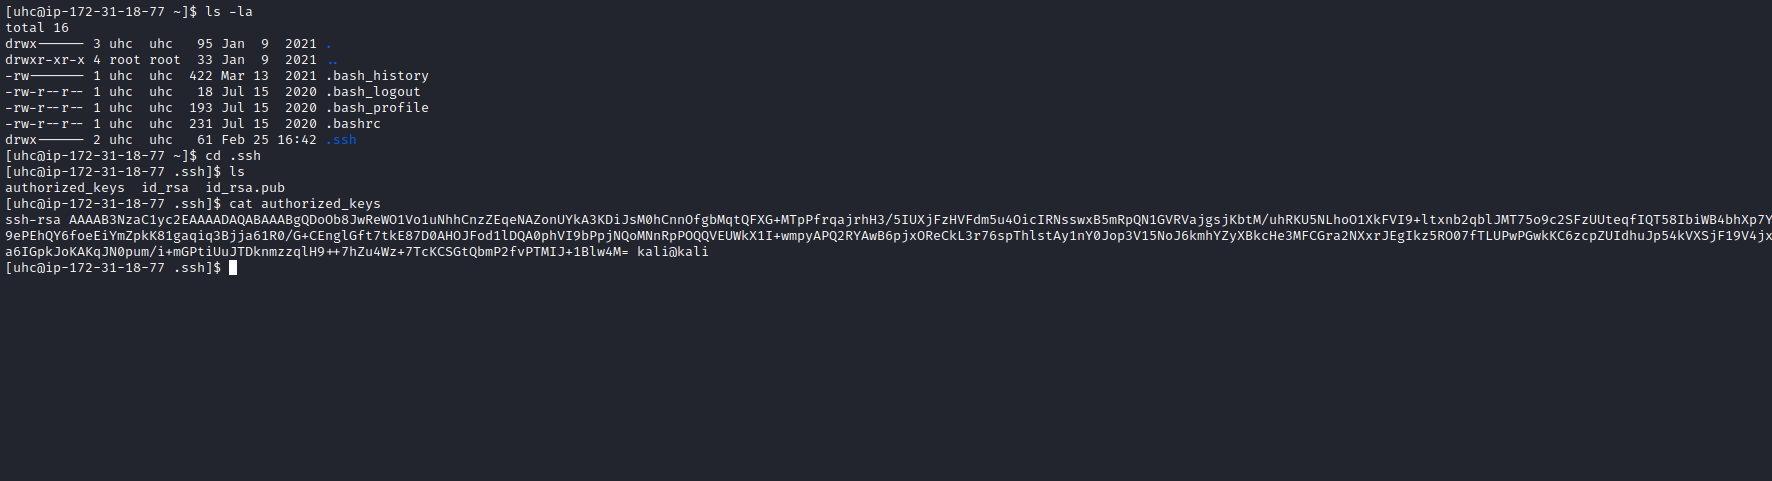 [uhc@ip-172-31-18-77 ~]$ ls -la
total 16
drwx------ 3 uhc  uhc   95 Jan  9  2021 .
drwxr-xr-x 4 root root  33 Jan  9  2021 ..
-rw------- 1 uhc  uhc  422 Mar 13  2021 .bash_history
-rw-r--r-- 1 uhc  uhc   18 Jul 15  2020 .bash_logout
-rw-r--r-- 1 uhc  uhc  193 Jul 15  2020 .bash_profile
-rw-r--r-- 1 uhc  uhc  231 Jul 15  2020 .bashrc
drwx------ 2 uhc  uhc   61 Feb 25 16:42 .ssh
[uhc@ip-172-31-18-77 ~]$ cd .ssh
[uhc@ip-172-31-18-77 .ssh]$ ls
authorized_keys  id_rsa  id_rsa.pub
[uhc@ip-172-31-18-77 .ssh]$ cat authorized_keys
ssh-rsa AAAAB3NzaC1yc2EAAAADAQABAAABgQDoOb8JwReWO1Vo1uNhhCnzZEqeNAZonUYkA3KDiJsM0hCnnOfgbMqtQFXG+MTpPfrqajrhH3/5IUXjFzHVFdm5u4OicIRNsswxB5mRpQN1GVRVajgsjKbtM/uhRKU5NLhoO1XkFVI9+ltxnb2qblJMT75o9c2SFzUUteqfIQT58IbiWB4bhXp7Y
9ePEhQY6foeEiYmZpkK81gaqiq3Bjja61R0/G+CEnglGft7tkE87D0AHOJFod1lDQA0phVI9bPpjNQoMNnRpPOQQVEUWkX1I+wmpyAPQ2RYAwB6pjxOReCkL3r76spThlstAy1nY0Jop3V15NoJ6kmhYZyXBkcHe3MFCGra2NXxrJEgIkz5RO07fTLUPwPGwkKC6zcpZUIdhuJp54kVXSjF19V4jx
a6IGpkJoKAKqJN0pum/i+mGPtiUuJTDknmzzqlH9++7hZu4Wz+7TcKCSGtQbmP2fvPTMIJ+1Blw4M= kali@kali
[uhc@ip-172-31-18-77 .ssh]$